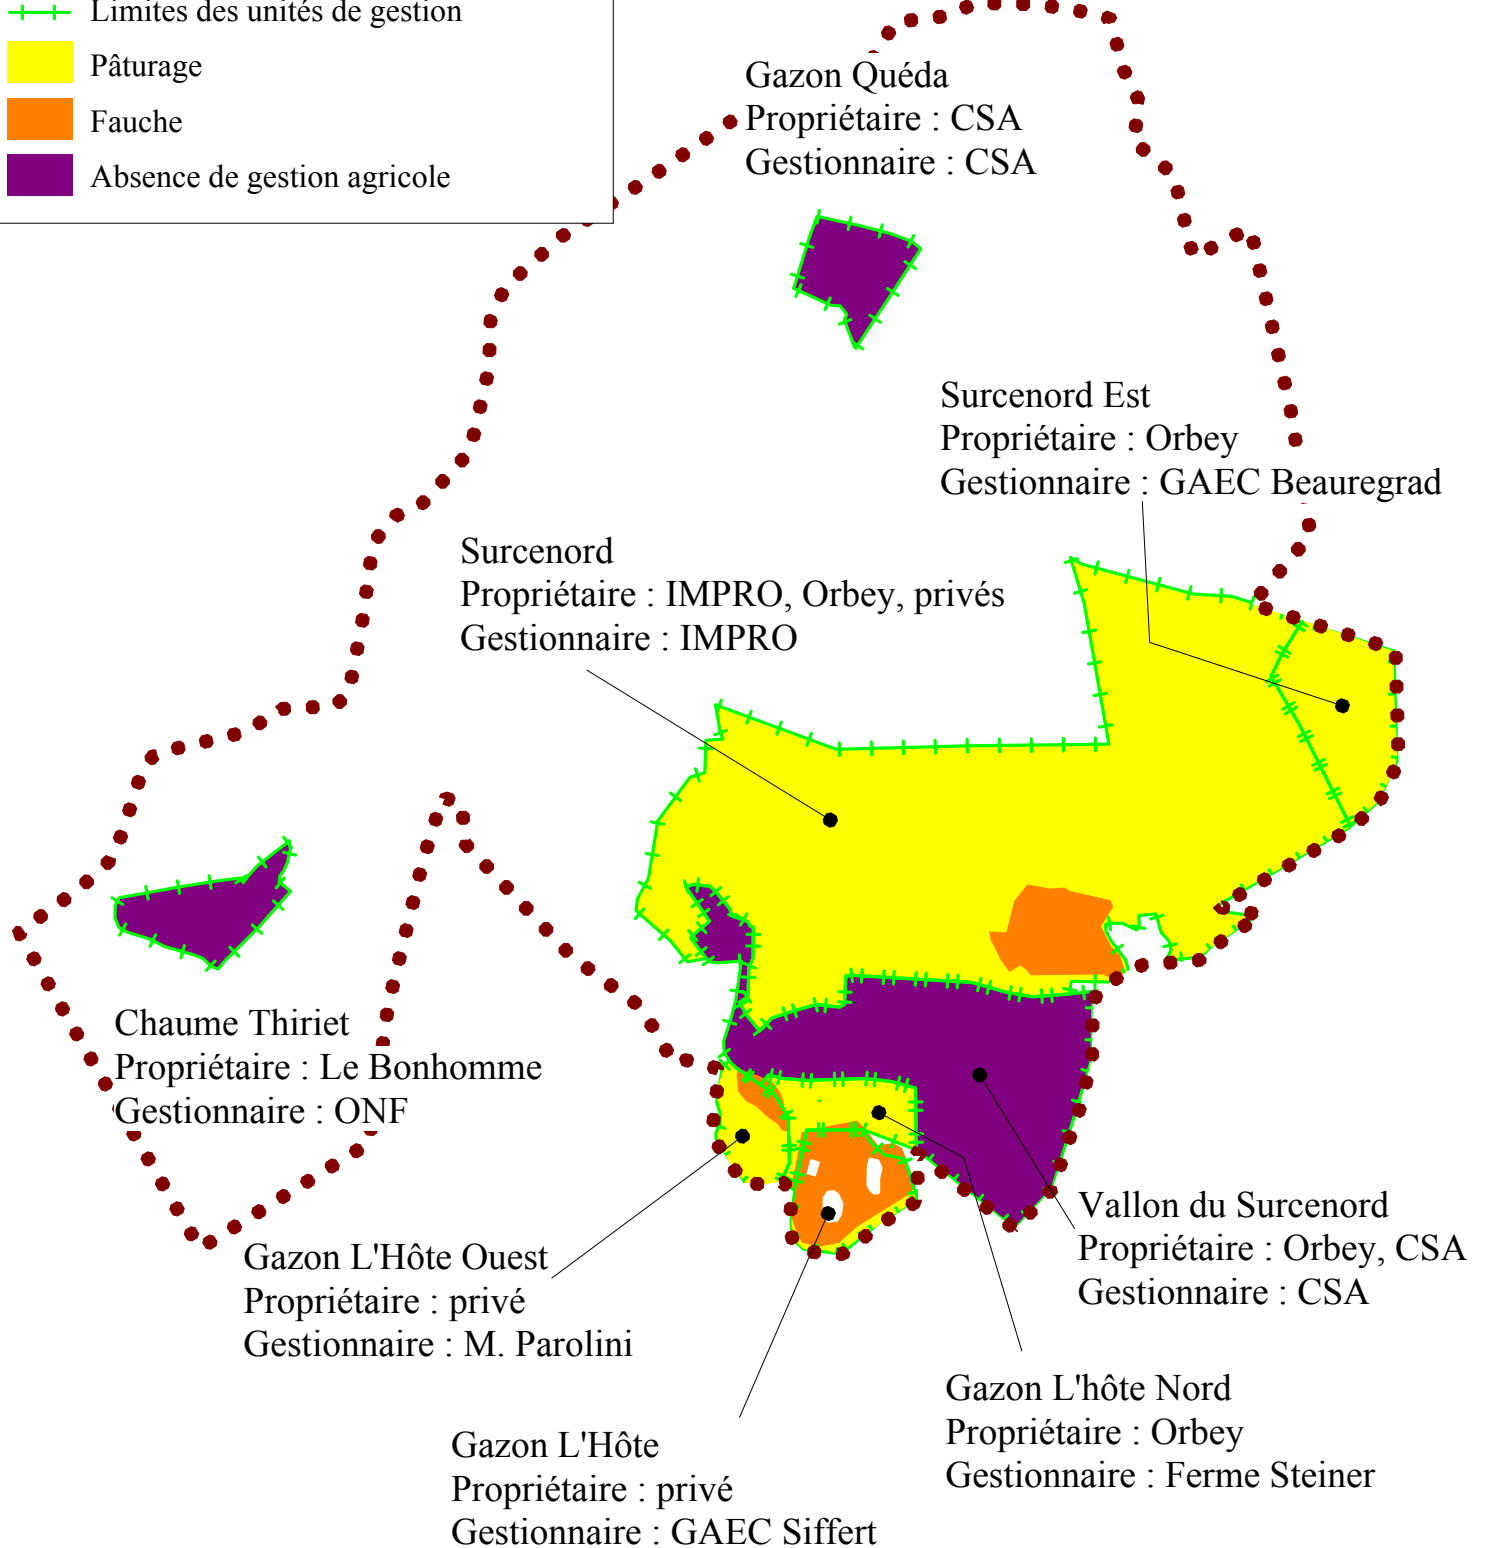 Limites des unités de gestion
Pâturage
Fauche
Absence de gestion agricole
Gazon Quéda
Propriétaire : CSA
Gestionnaire : CSA
Surcenord Est
Propriétaire : Orbey
Gestionnaire : GAEC Beauregrad
Surcenord
Propriétaire : IMPRO, Orbey, privés
Gestionnaire : IMPRO
Chaume Thiriet
Propriétaire : Le Bonhomme
Gestionnaire : ONF
Vallon du Surcenord
Propriétaire : Orbey, CSA
Gestionnaire : CSA
Gazon L'Hôte Ouest
Propriétaire : privé
Gestionnaire : M. Parolini
Gazon L'hôte Nord
Propriétaire : Orbey
Gestionnaire : Ferme Steiner
Gazon L'Hôte
Propriétaire : privé
Gestionnaire : GAEC Siffert